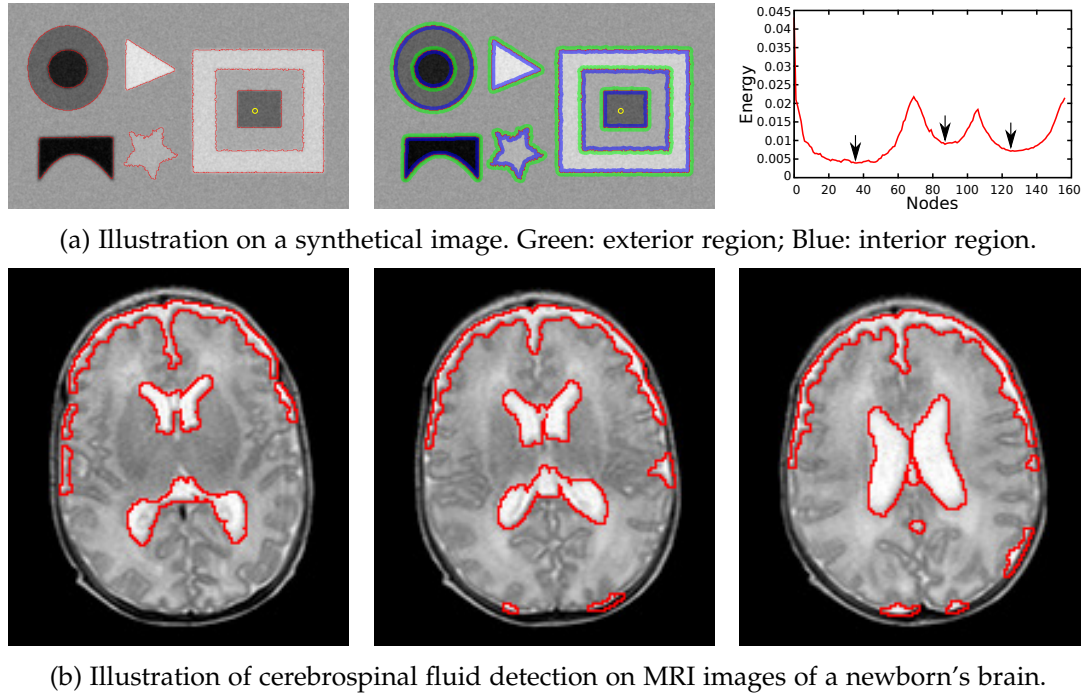 0.045
0.04
0.035
0.03
0.025
0.02
0.015
0.01
0.005
0
Energy
0 20 40 60 80 100 120 140 160
Nodes
(a) Illustration on a synthetical image. Green: exterior region; Blue: interior region.
(b) Illustration of cerebrospinal fluid detection on MRI images of a newborn's brain.